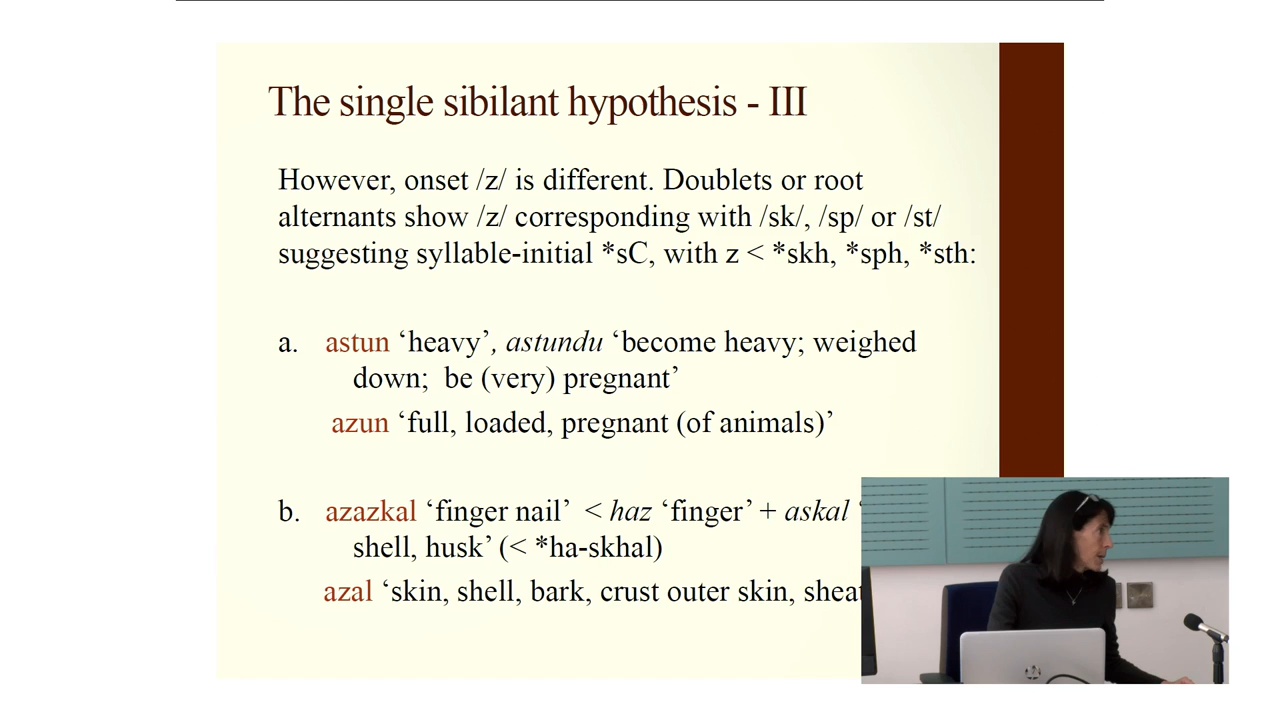 The single sibilant hypothesis - III
However, onset /z/ is different. Doublets or root
alternants show /z/ corresponding with /sk/, /sp/ or /st/
suggesting syllable-initial *sC, with z < *skh, *sph, *sth:
a. astun ‘heavy’, astundu ‘become heavy; weighed
down; be (very) pregnant’
azun ‘full, loaded, pregnant (of animals)’
b. azazkal ‘finger nail’ < haz ‘finger’ + askal ‘
shell, husk’ (< *ha-skhal)
azal ‘skin, shell, bark, crust outer skin,